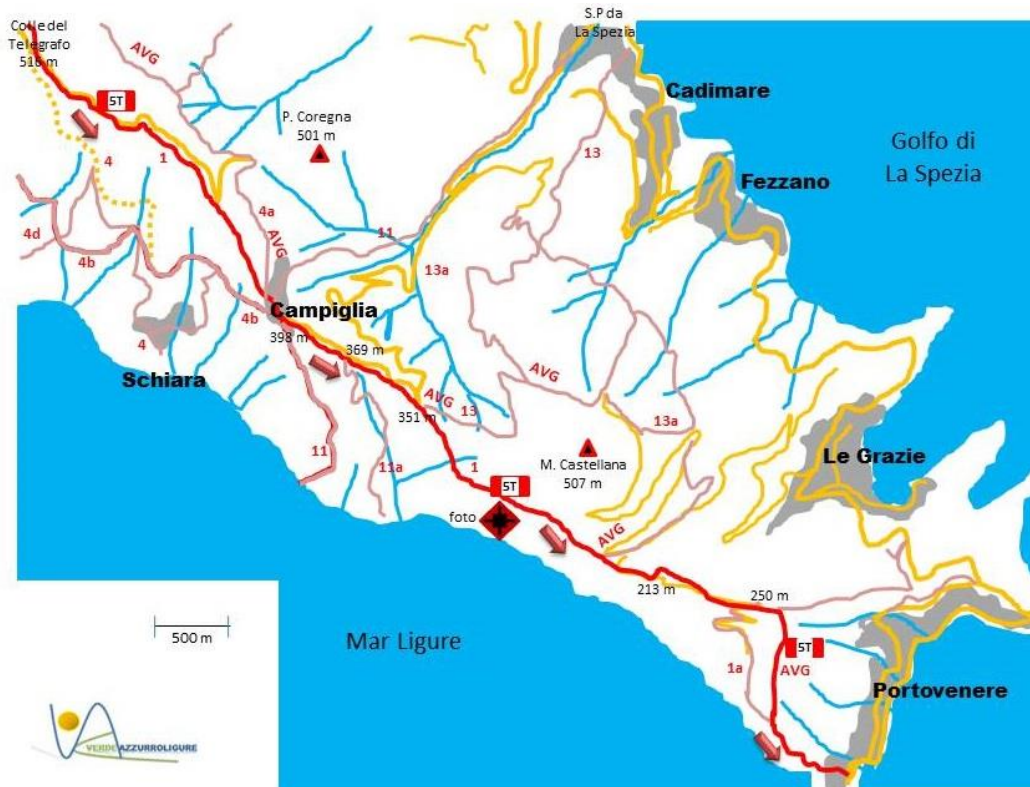 Colle del
Telegrafo
516 m
AVG
S.P da
La Spezia
Cadimare
Golfo di
La Spezia
5T
P. Coregna
501 m
4
1
13
Fezzano
4a
AVG
11
4d
4b
13a
4b
Campiglia
398 m
369 m
4
Schiara
AVG
13
351 m
AVG
13a
11
11a
1
M. Castellana
507 m
Le Grazie
5T
foto
AVG
213 m
250 m
500 m
Mar Ligure
5T
1a
AVG
Portovenere
VERDEAZZURROLIGURE